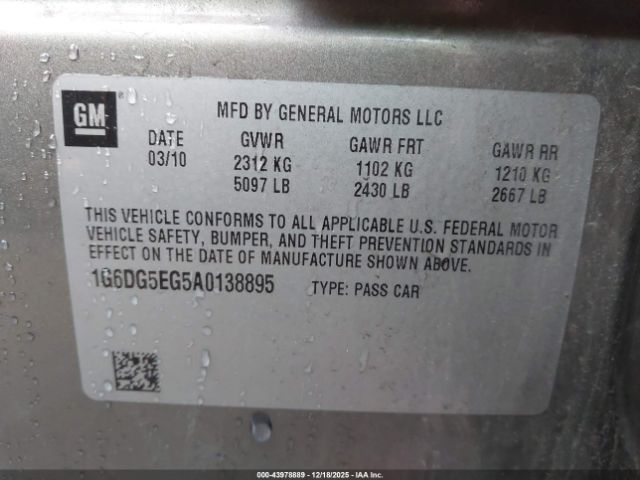 GM
MFD BY GENERAL MOTORS LLC
DATE GVWR GAWR FRT GAWR RR
03/10 2312 KG 1102 KG 1210 KG
5097 LB 2430 LB 2667 LB
THIS VEHICLE CONFORMS TO ALL APPLICABLE U.S. FEDERAL MOTOR
VEHICLE SAFETY, BUMPER, AND THEFT PREVENTION STANDARDS IN
EFFECT ON THE DATE OF MANUFACTURE SHOWN ABOVE.
1G6DG5EG5A0138895 TYPE: PASS CAR
000-43978889 - 12/18/2025 - IAA Inc.